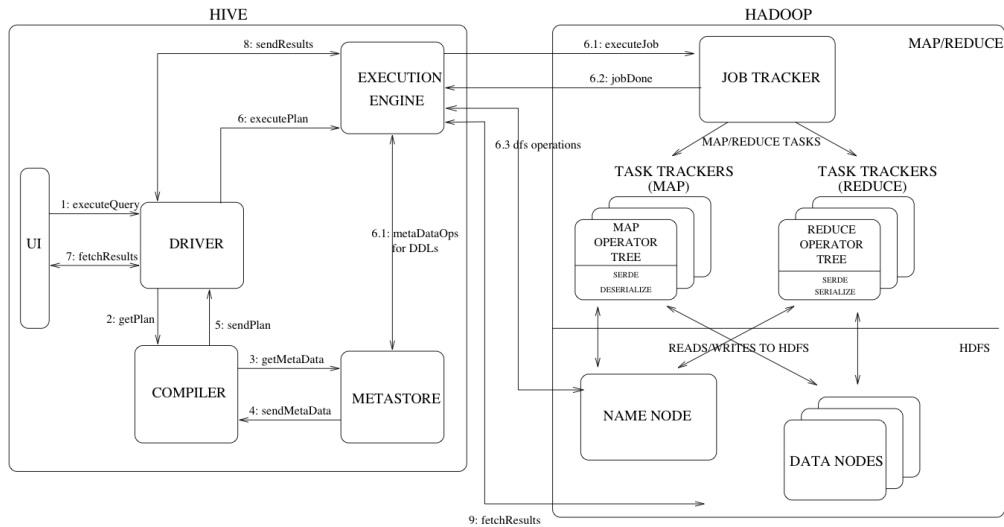 HIVE
HADOOP
MAP/REDUCE
8: sendResults
6.1: executeJob
EXECUTION
ENGINE
JOB TRACKER
6.2: jobDone
6: executePlan
6.3 dfs operations
MAP/REDUCE TASKS
TASK TRACKERS
(MAP)
TASK TRACKERS
(REDUCE)
1: executeQuery
UI
DRIVER
6.1: metaDataOps
for DDLs
MAP
OPERATOR
TREE
SERDE
DESERIALIZE
REDUCE
OPERATOR
TREE
SERDE
SERIALIZE
7: fetchResults
2: getPlan
5: sendPlan
READS/WRITES TO HDFS
HDFS
3: getMetaData
COMPILER
METASTORE
4: sendMetaData
NAME NODE
DATA NODES
9: fetchResults